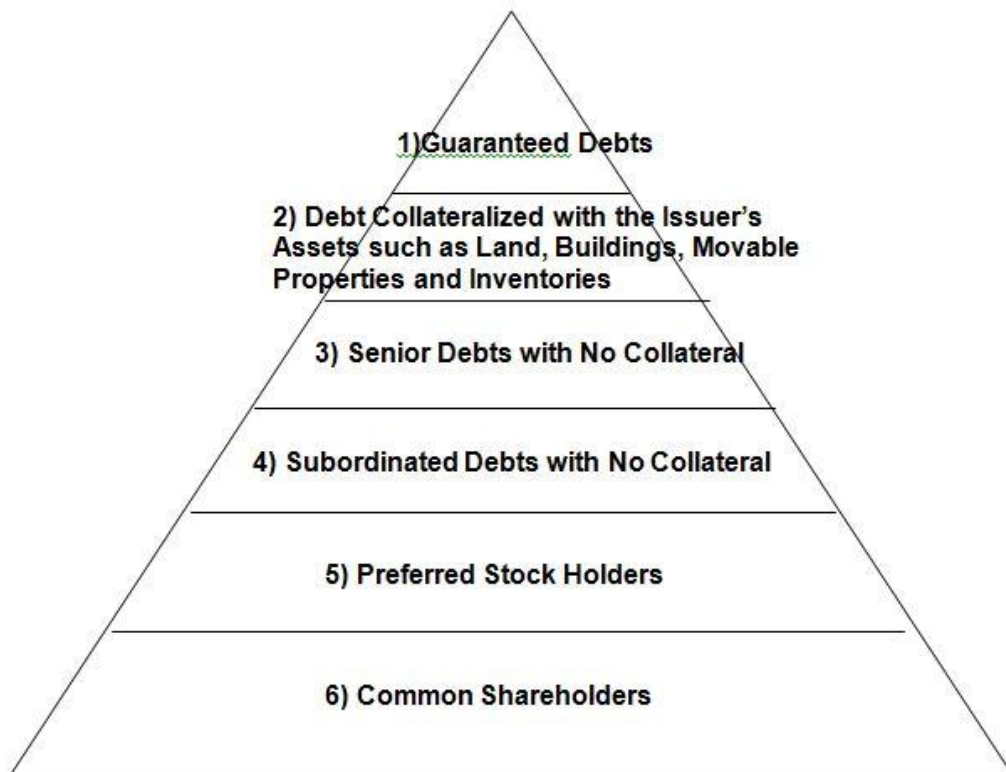 1)Guaranteed Debts
2) Debt Collateralized with the Issuer’s
Assets such as Land, Buildings, Movable
Properties and Inventories
3) Senior Debts with No Collateral
4) Subordinated Debts with No Collateral
5) Preferred Stock Holders
6) Common Shareholders